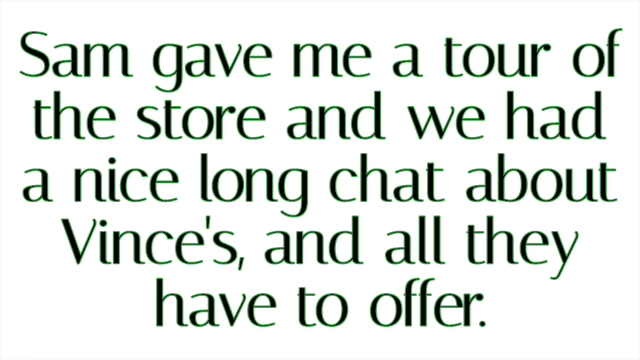 Sam gave me a tour of
the store and we had
a nice long chat about
Vince's, and all they
have to offer.